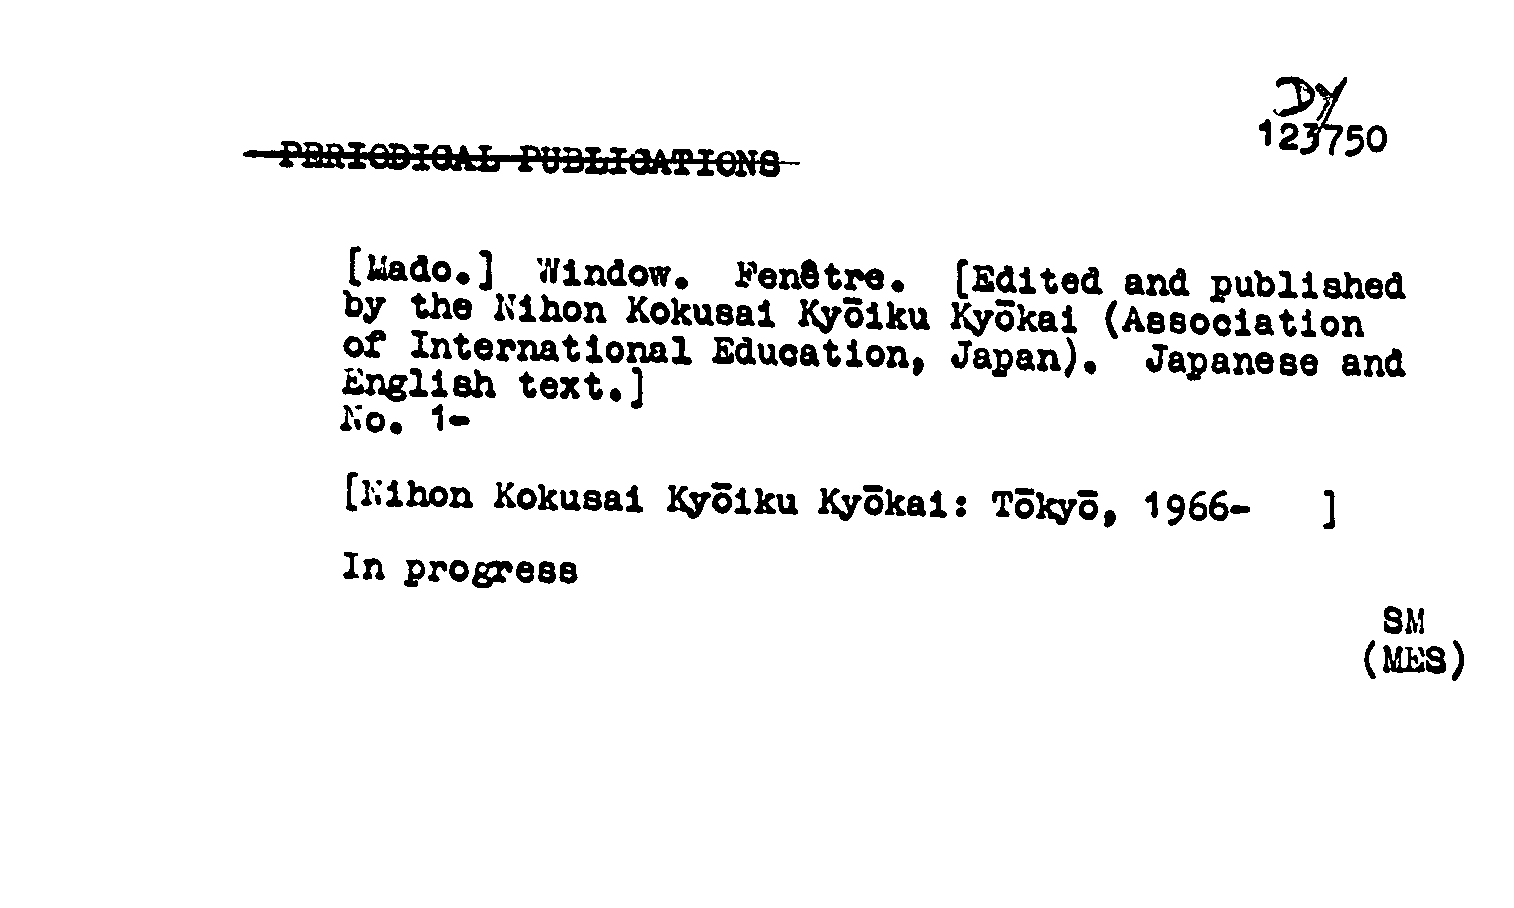 DY
123750
PERIODICAL PUBLICATIONS
[Mado.] Window. Fenêtre. [Edited and published
by the Nihon Kokusai Kyōiku Kyōkai (Association
of International Education, Japan). Japanese and
English text.]
No. 1-
[Nihon Kokusai Kyōiku Kyōkai: Tōkyō, 1966- ]
In progress
SM
(MES)